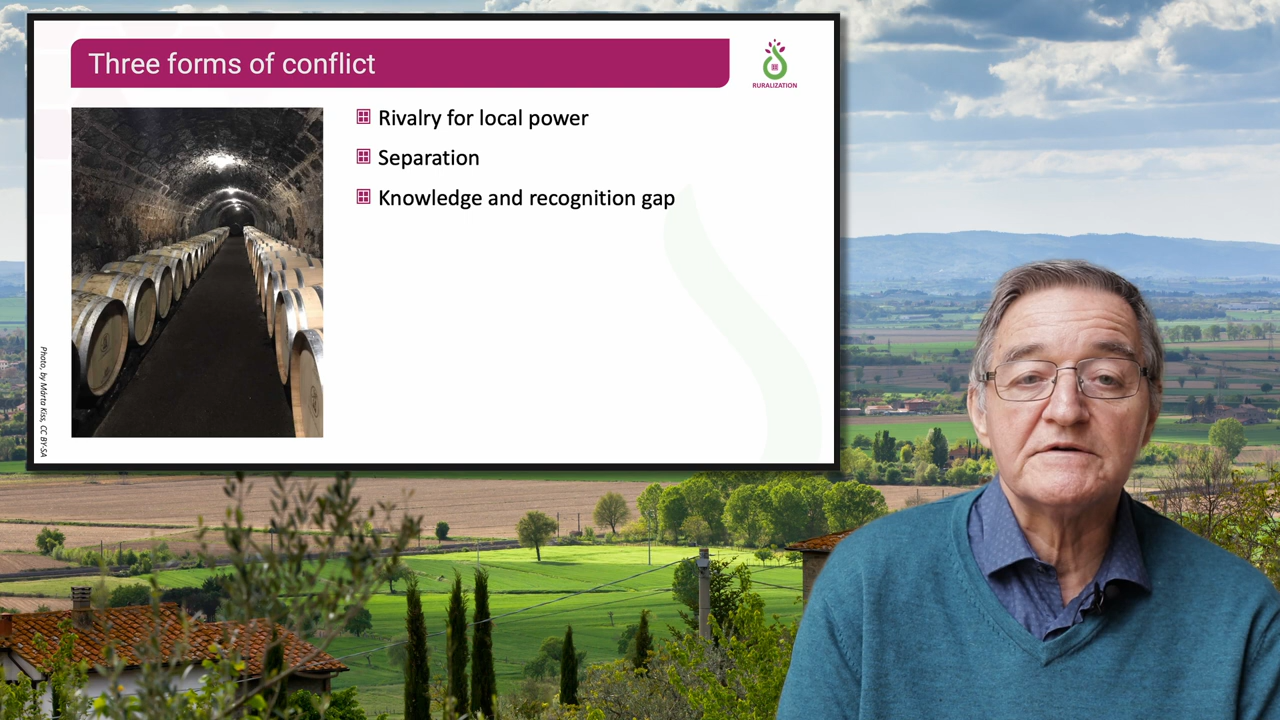 Three forms of conflict
RURALIZATION
Rivalry for local power
Separation
Knowledge and recognition gap
Photo, by Márta Kiss, CC BY-SA